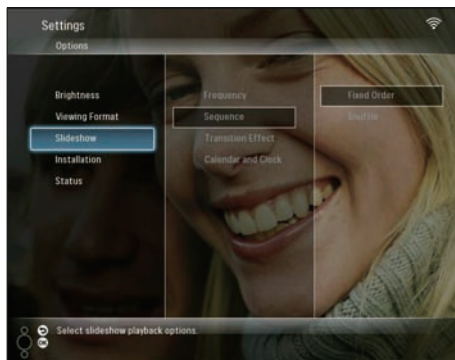 Settings
Options
Brightness
Viewing Format
Slideshow
Installation
Status
Frequency
Sequence
Transition Effect
Calendar and Clock
Fixed Order
Shuffle
OK
Select slideshow playback options.